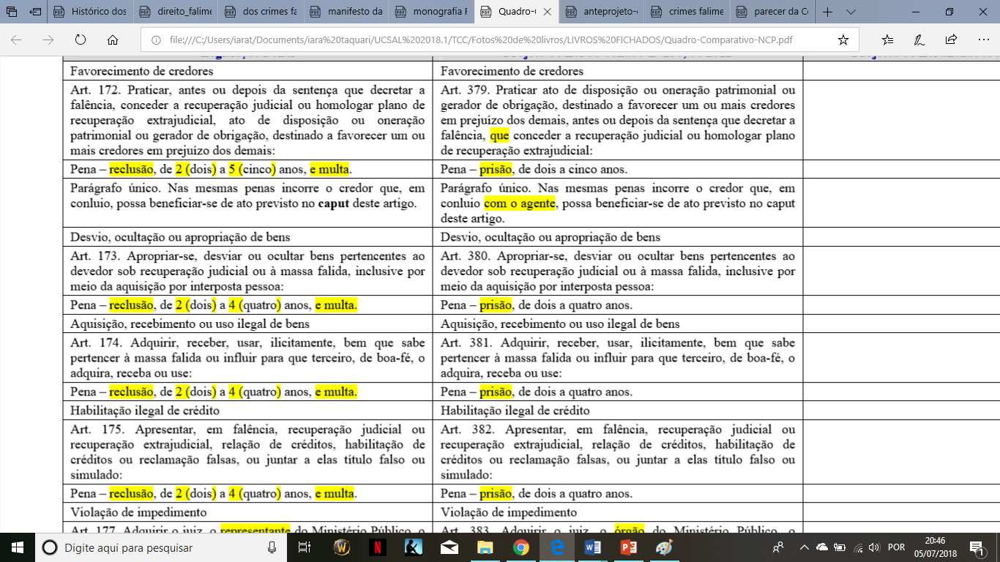 Histórico dos
direito_falime
dos crimes fa
manifesto da
monografia F
Quadro-C
anteprojeto-
crimes falime
parecer da C
file:///C:/Users/iarat/Documents/iara%20taquari/UCSAL%202018.1/TCC/Fotos%20de%20livros/LIVROS%20FICHADOS/Quadro-Comparativo-NCP.pdf
Favorecimento de credores
Art. 172. Praticar, antes ou depois da sentença que decretar a
falência, conceder a recuperação judicial ou homologar plano de
recuperação extrajudicial, ato de disposição ou oneração
patrimonial ou gerador de obrigação, destinado a favorecer um ou
mais credores em prejuízo dos demais:
Favorecimento de credores
Art. 379. Praticar ato de disposição ou oneração patrimonial ou
gerador de obrigação, destinado a favorecer um ou mais credores
em prejuízo dos demais, antes ou depois da sentença que decretar a
falência, que conceder a recuperação judicial ou homologar plano
de recuperação extrajudicial:
Pena – reclusão, de 2 (dois) a 5 (cinco) anos, e multa.
Pena – prisão, de dois a cinco anos.
Parágrafo único. Nas mesmas penas incorre o credor que, em
conluio, possa beneficiar-se de ato previsto no caput deste artigo.
Parágrafo único. Nas mesmas penas incorre o credor que, em
conluio com o agente, possa beneficiar-se de ato previsto no caput
deste artigo.
Desvio, ocultação ou apropriação de bens
Desvio, ocultação ou apropriação de bens
Art. 173. Apropriar-se, desviar ou ocultar bens pertencentes ao
devedor sob recuperação judicial ou à massa falida, inclusive por
meio da aquisição por interposta pessoa:
Art. 380. Apropriar-se, desviar ou ocultar bens pertencentes ao
devedor sob recuperação judicial ou à massa falida, inclusive por
meio da aquisição por interposta pessoa:
Pena – reclusão, de 2 (dois) a 4 (quatro) anos, e multa.
Pena – prisão, de dois a quatro anos.
Aquisição, recebimento ou uso ilegal de bens
Aquisição, recebimento ou uso ilegal de bens
Art. 174. Adquirir, receber, usar, ilicitamente, bem que sabe
pertencer à massa falida ou influir para que terceiro, de boa-fé, o
adquira, receba ou use:
Art. 381. Adquirir, receber, usar, ilicitamente, bem que sabe
pertencer à massa falida ou influir para que terceiro, de boa-fé, o
adquira, receba ou use:
Pena – reclusão, de 2 (dois) a 4 (quatro) anos, e multa.
Pena – prisão, de dois a quatro anos.
Habilitação ilegal de crédito
Habilitação ilegal de crédito
Art. 175. Apresentar, em falência, recuperação judicial ou
recuperação extrajudicial, relação de créditos, habilitação de
créditos ou reclamação falsas, ou juntar a elas título falso ou
simulado:
Art. 382. Apresentar, em falência, recuperação judicial ou
recuperação extrajudicial, relação de créditos, habilitação de
créditos ou reclamação falsas, ou juntar a elas título falso ou
simulado:
Pena – reclusão, de 2 (dois) a 4 (quatro) anos, e multa.
Pena – prisão, de dois a quatro anos.
Violação de impedimento
Violação de impedimento
Art. 177. Adquirir o juiz, o representante do Ministério Público, o
Art. 383. Adquirir o juiz, o órgão do Ministério Público, o
Digite aqui para pesquisar
POR
20:46
05/07/2018